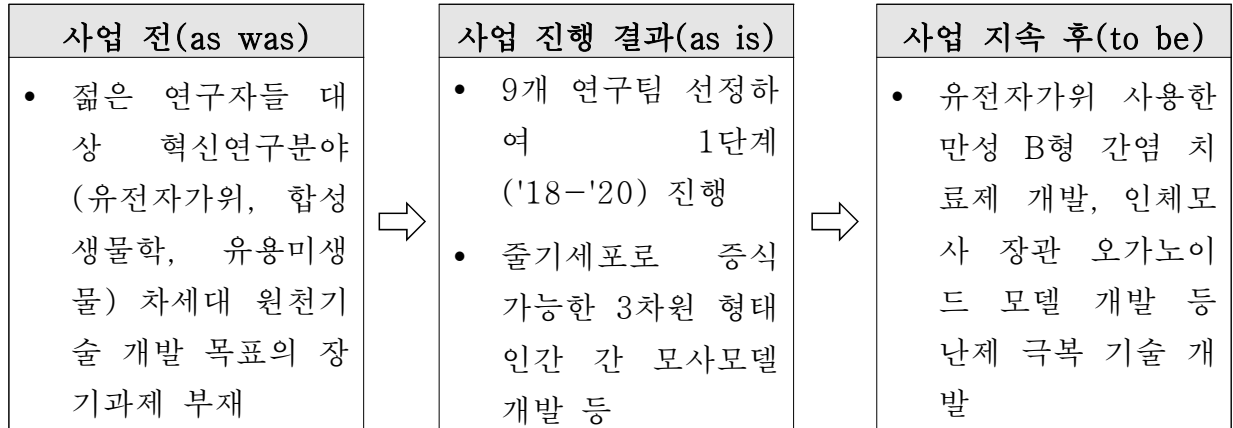 사업 전(as was)
• 젊은 연구자들 대
상 혁신연구분야
(유전자가위, 합성
생물학, 유용미생
물) 차세대 원천기
술 개발 목표의 장
기과제 부재
⇨
사업 진행 결과(as is)
• 9개 연구팀 선정하
여 1단계
('18-'20) 진행
• 줄기세포로 증식
가능한 3차원 형태
인간 간 모사모델
개발 등
⇨
사업 지속 후(to be)
• 유전자가위 사용한
만성 B형 간염 치
료제 개발, 인체모
사 장관 오가노이
드 모델 개발 등
난제 극복 기술 개
발